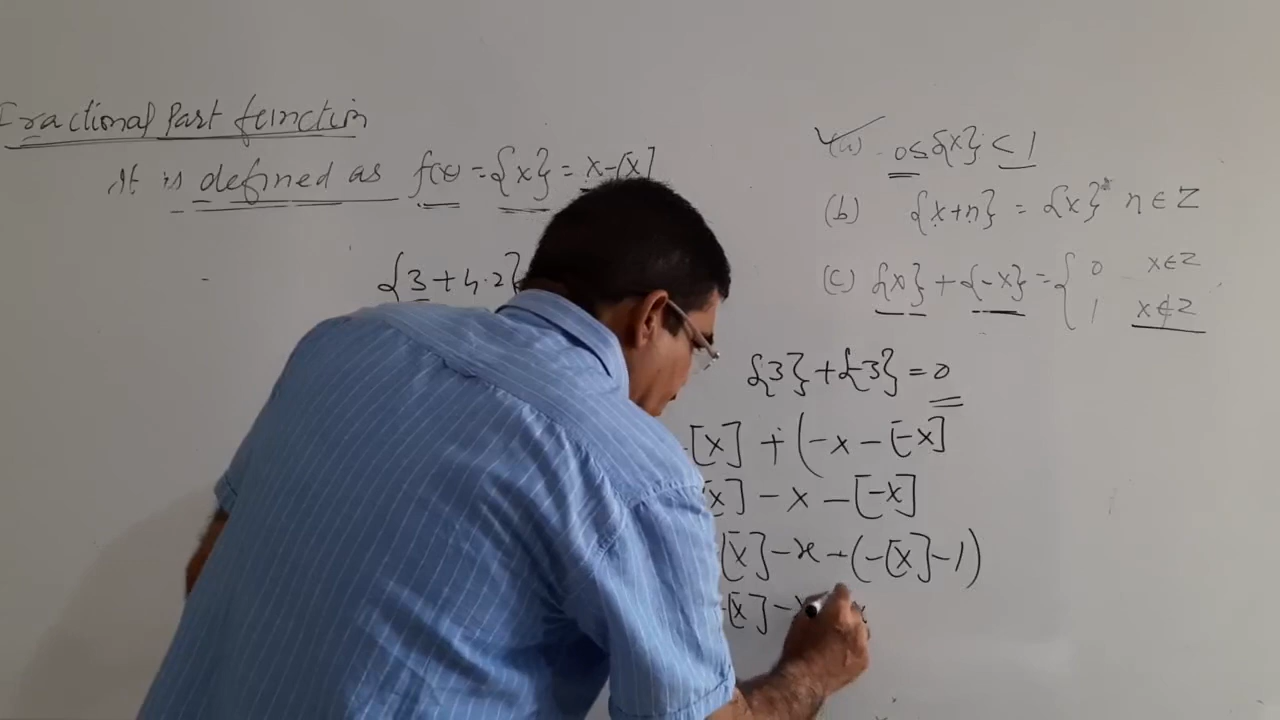 Fractional Part function
It is defined as f(x) = {x} = x-[x]
{3 + 4.2}
(a) 0≤{x} < 1
(b) {x+n} = {x} n ∈ Z
(c) {x} + {-x} = { 0 x∈Z
1 x∉Z
{3} + {-3} = 0
[x] + (-x - [-x]
[x] - x - [-x]
[x] - x - (-[x] - 1)
-[x] - x